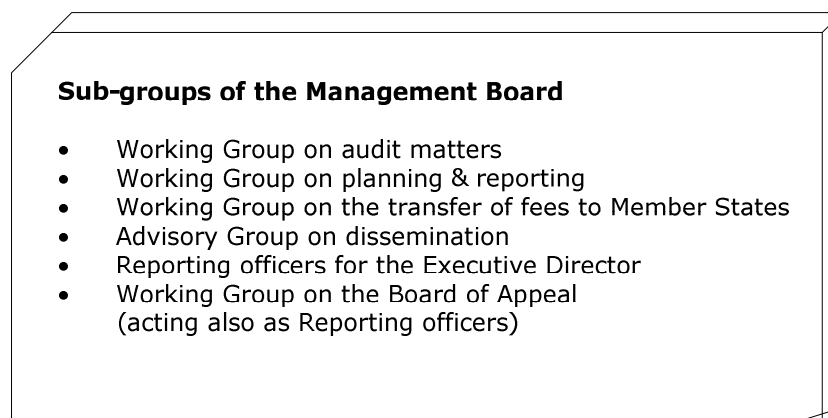 Sub-groups of the Management Board
• Working Group on audit matters
• Working Group on planning & reporting
• Working Group on the transfer of fees to Member States
• Advisory Group on dissemination
• Reporting officers for the Executive Director
• Working Group on the Board of Appeal
(acting also as Reporting officers)